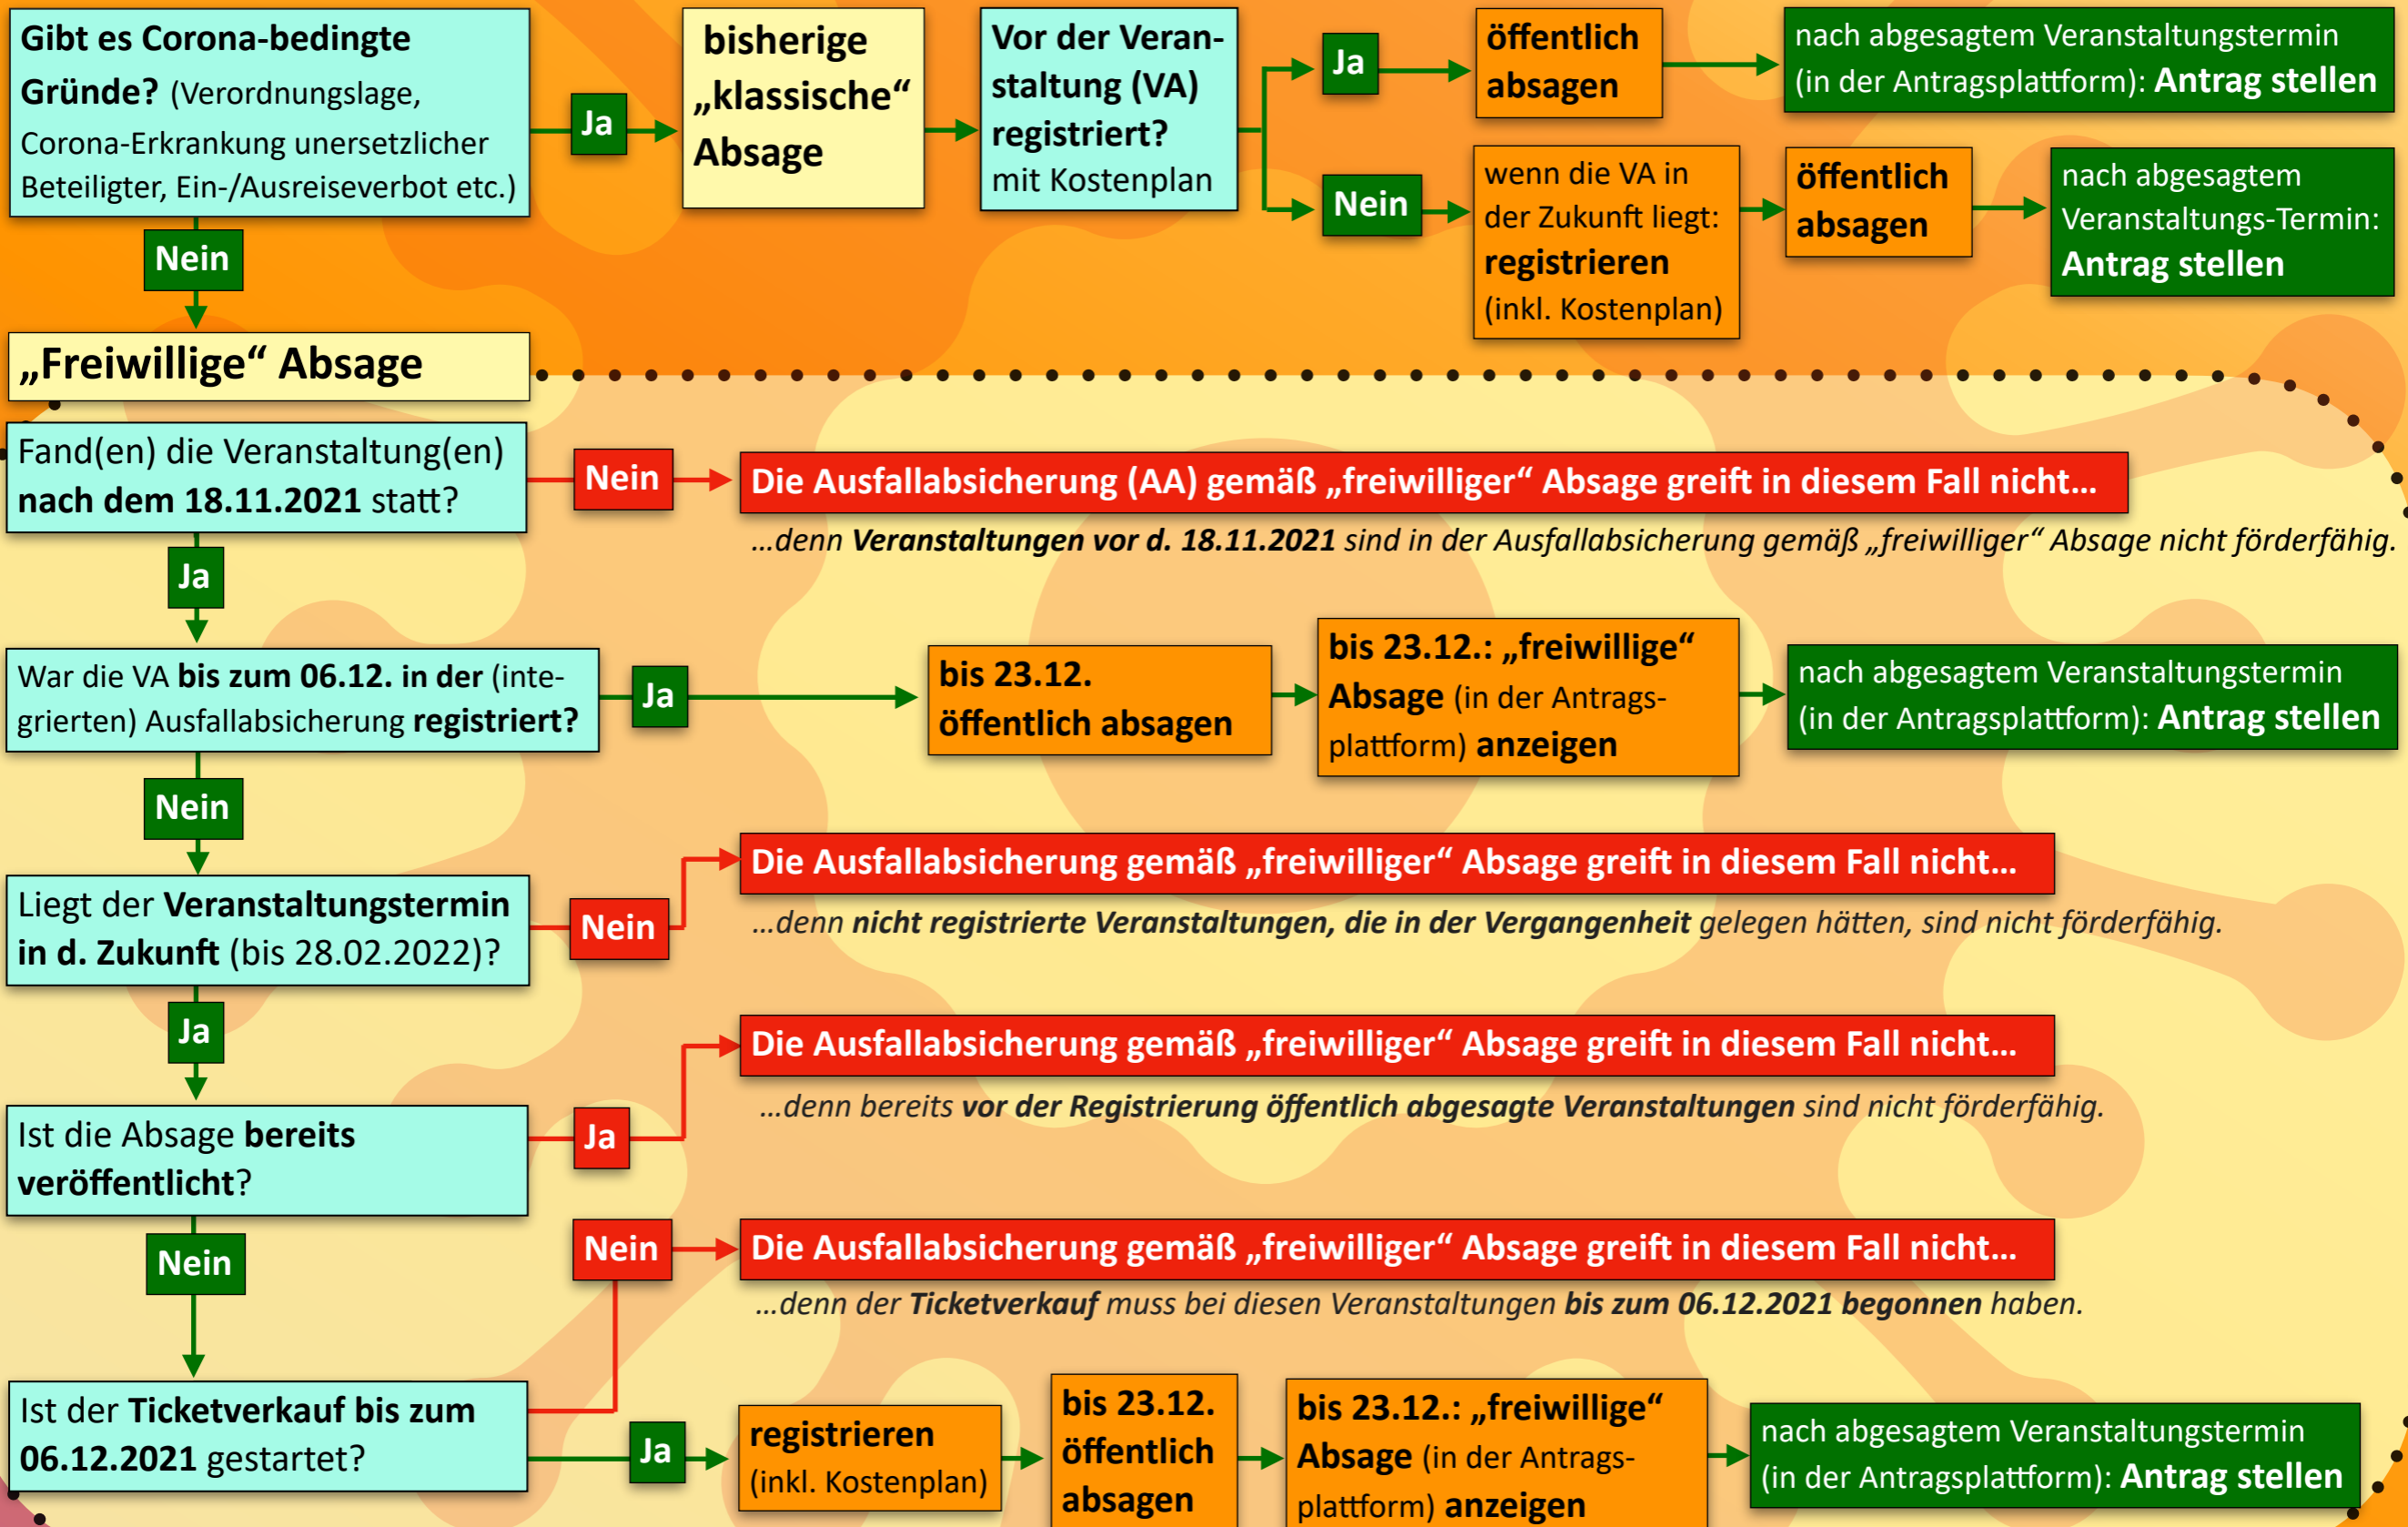 Gibt es Corona-bedingte
Gründe? (Verordnungslage,
Corona-Erkrankung unersetzlicher
Beteiligter, Ein-/Ausreiseverbot etc.)
Ja
bisherige
„klassische“
Absage
Vor der Veran-
staltung (VA)
registriert?
mit Kostenplan
Ja
öffentlich
absagen
nach abgesagtem Veranstaltungstermin
(in der Antragsplattform): Antrag stellen
Nein
wenn die VA in
der Zukunft liegt:
registrieren
(inkl. Kostenplan)
öffentlich
absagen
nach abgesagtem
Veranstaltungs-Termin:
Antrag stellen
Nein
„Freiwillige“ Absage
Fand(en) die Veranstaltung(en)
nach dem 18.11.2021 statt?
Nein
Die Ausfallabsicherung (AA) gemäß „freiwilliger“ Absage greift in diesem Fall nicht...
...denn Veranstaltungen vor d. 18.11.2021 sind in der Ausfallabsicherung gemäß „freiwilliger“ Absage nicht förderfähig.
Ja
War die VA bis zum 06.12. in der (inte-
grierten) Ausfallabsicherung registriert?
Ja
bis 23.12.
öffentlich absagen
bis 23.12.: „freiwillige“
Absage (in der Antrags-
plattform) anzeigen
nach abgesagtem Veranstaltungstermin
(in der Antragsplattform): Antrag stellen
Nein
Liegt der Veranstaltungstermin
in d. Zukunft (bis 28.02.2022)?
Nein
Die Ausfallabsicherung gemäß „freiwilliger“ Absage greift in diesem Fall nicht...
...denn nicht registrierte Veranstaltungen, die in der Vergangenheit gelegen hätten, sind nicht förderfähig.
Ja
Ist die Absage bereits
veröffentlicht?
Ja
Die Ausfallabsicherung gemäß „freiwilliger“ Absage greift in diesem Fall nicht...
...denn bereits vor der Registrierung öffentlich abgesagte Veranstaltungen sind nicht förderfähig.
Nein
Nein
Die Ausfallabsicherung gemäß „freiwilliger“ Absage greift in diesem Fall nicht...
...denn der Ticketverkauf muss bei diesen Veranstaltungen bis zum 06.12.2021 begonnen haben.
Ist der Ticketverkauf bis zum
06.12.2021 gestartet?
Ja
registrieren
(inkl. Kostenplan)
bis 23.12.
öffentlich
absagen
bis 23.12.: „freiwillige“
Absage (in der Antrags-
plattform) anzeigen
nach abgesagtem Veranstaltungstermin
(in der Antragsplattform): Antrag stellen